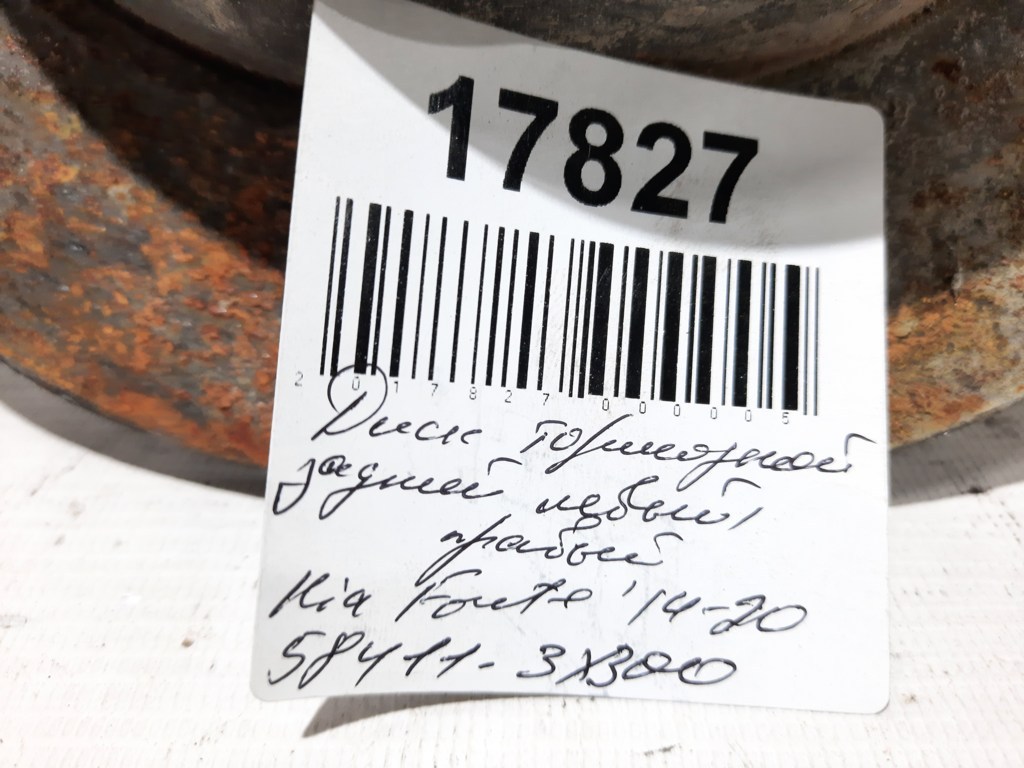 17827
2 017827 000005
Диск тормозной
задний левый/
правый
Kia Forte '14-20
58411-3X300